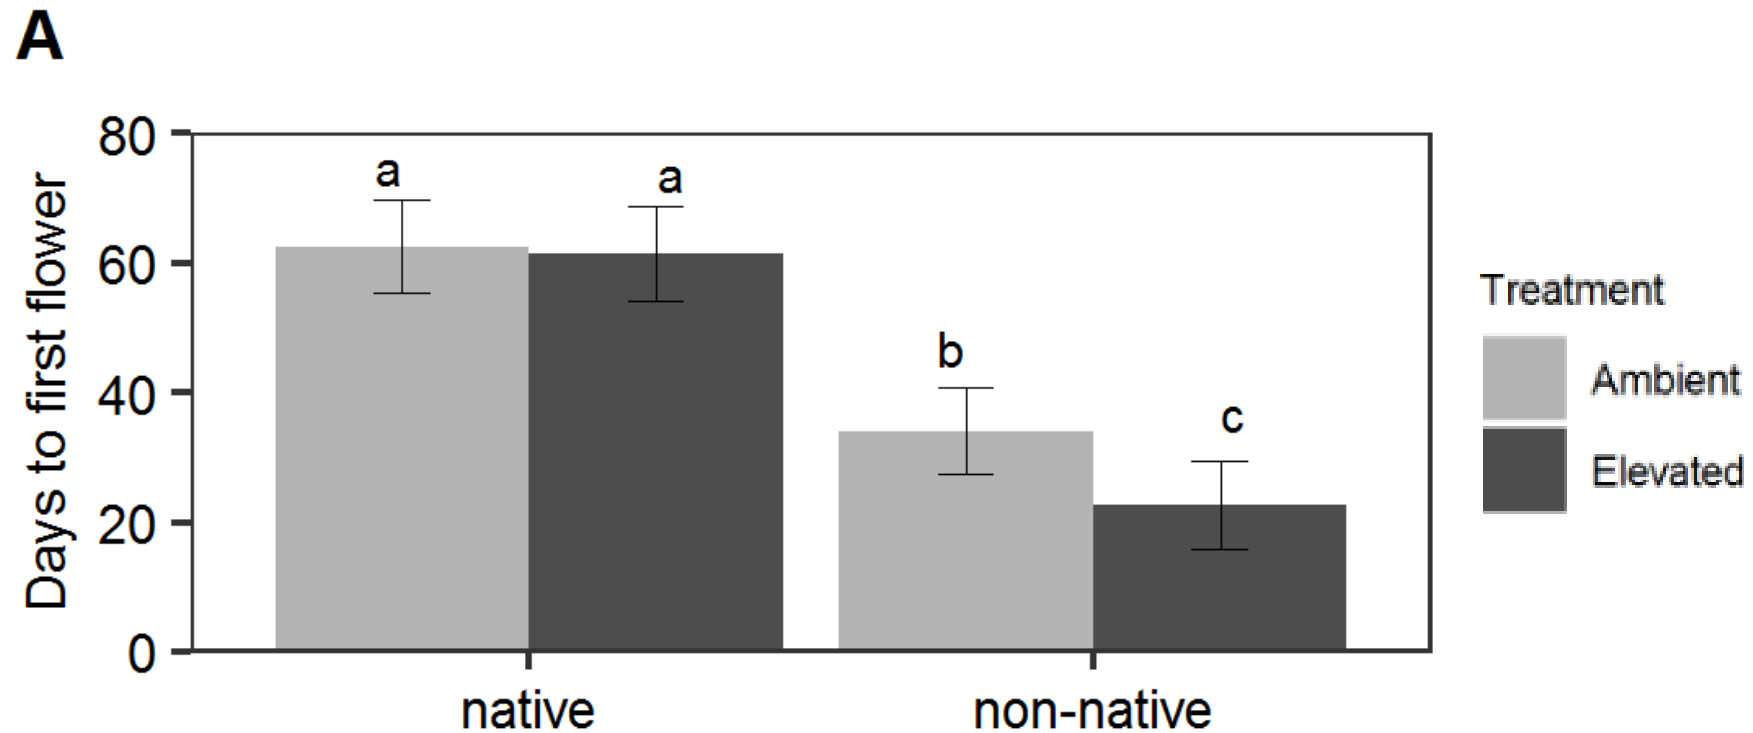 A
Days to first flower
80
60
40
20
0
a
a
b
c
native
non-native
Treatment
Ambient
Elevated